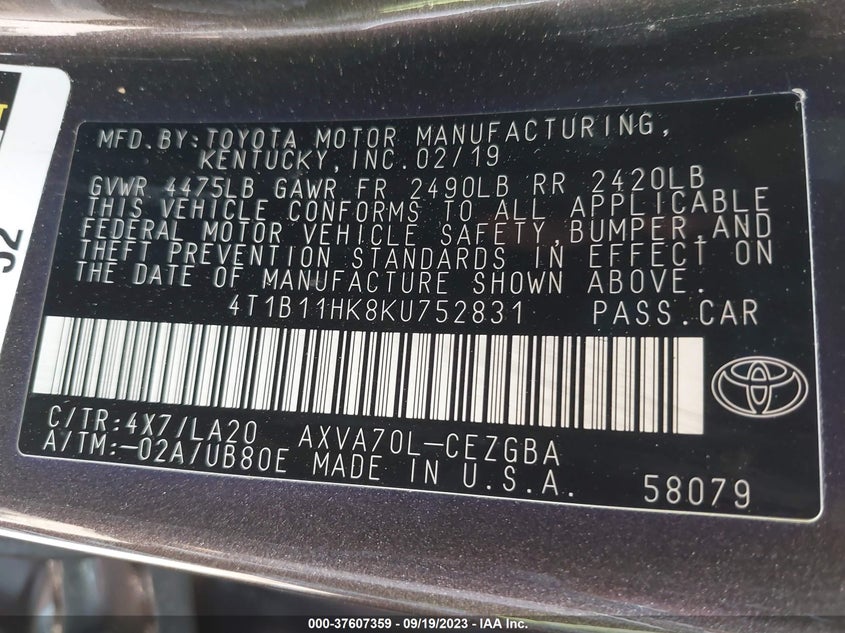 MFD.BY:TOYOTA MOTOR MANUFACTURING,
KENTUCKY,INC.02/19
GVWR 4475LB GAWR FR 2490LB RR 2420LB
THIS VEHICLE CONFORMS TO ALL APPLICABLE
FEDERAL MOTOR VEHICLE SAFETY,BUMPER,AND
THEFT PREVENTION STANDARDS IN EFFECT ON
THE DATE OF MANUFACTURE SHOWN ABOVE.
4T1B11HK8KU752831 PASS.CAR
C/TR:4X7/LA20 AXVA70L-CEZGBA
A/TM:-02A/UB80E MADE IN U.S.A. 58079
000-37607359 - 09/19/2023 - IAA Inc.